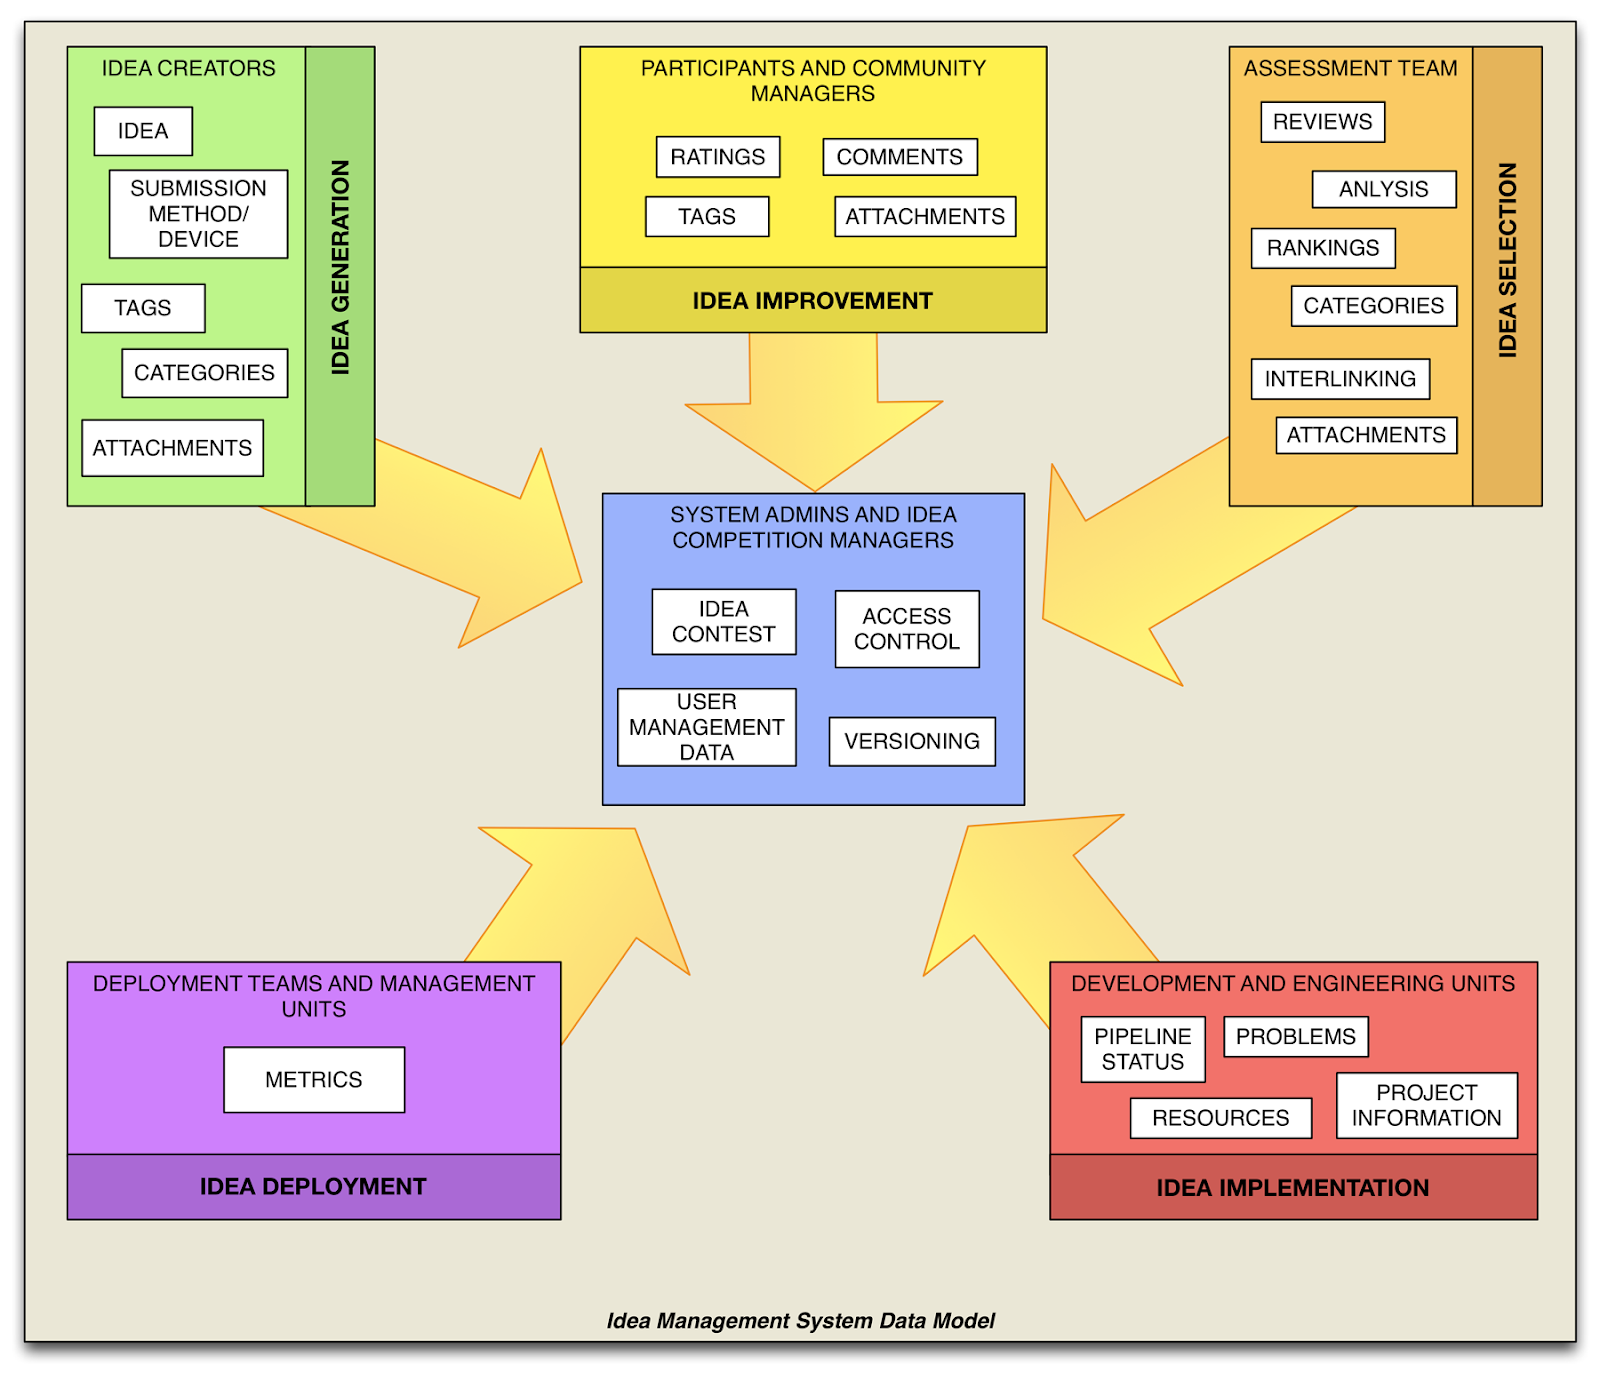 IDEA CREATORS
IDEA
SUBMISSION
METHOD/
DEVICE
TAGS
CATEGORIES
ATTACHMENTS
IDEA GENERATION
PARTICIPANTS AND COMMUNITY
MANAGERS
RATINGS
COMMENTS
TAGS
ATTACHMENTS
IDEA IMPROVEMENT
ASSESSMENT TEAM
REVIEWS
ANLYSIS
RANKINGS
CATEGORIES
INTERLINKING
ATTACHMENTS
IDEA SELECTION
SYSTEM ADMINS AND IDEA
COMPETITION MANAGERS
IDEA
CONTEST
ACCESS
CONTROL
USER
MANAGEMENT
DATA
VERSIONING
DEPLOYMENT TEAMS AND MANAGEMENT
UNITS
METRICS
IDEA DEPLOYMENT
DEVELOPMENT AND ENGINEERING UNITS
PIPELINE
STATUS
PROBLEMS
RESOURCES
PROJECT
INFORMATION
IDEA IMPLEMENTATION
Idea Management System Data Model